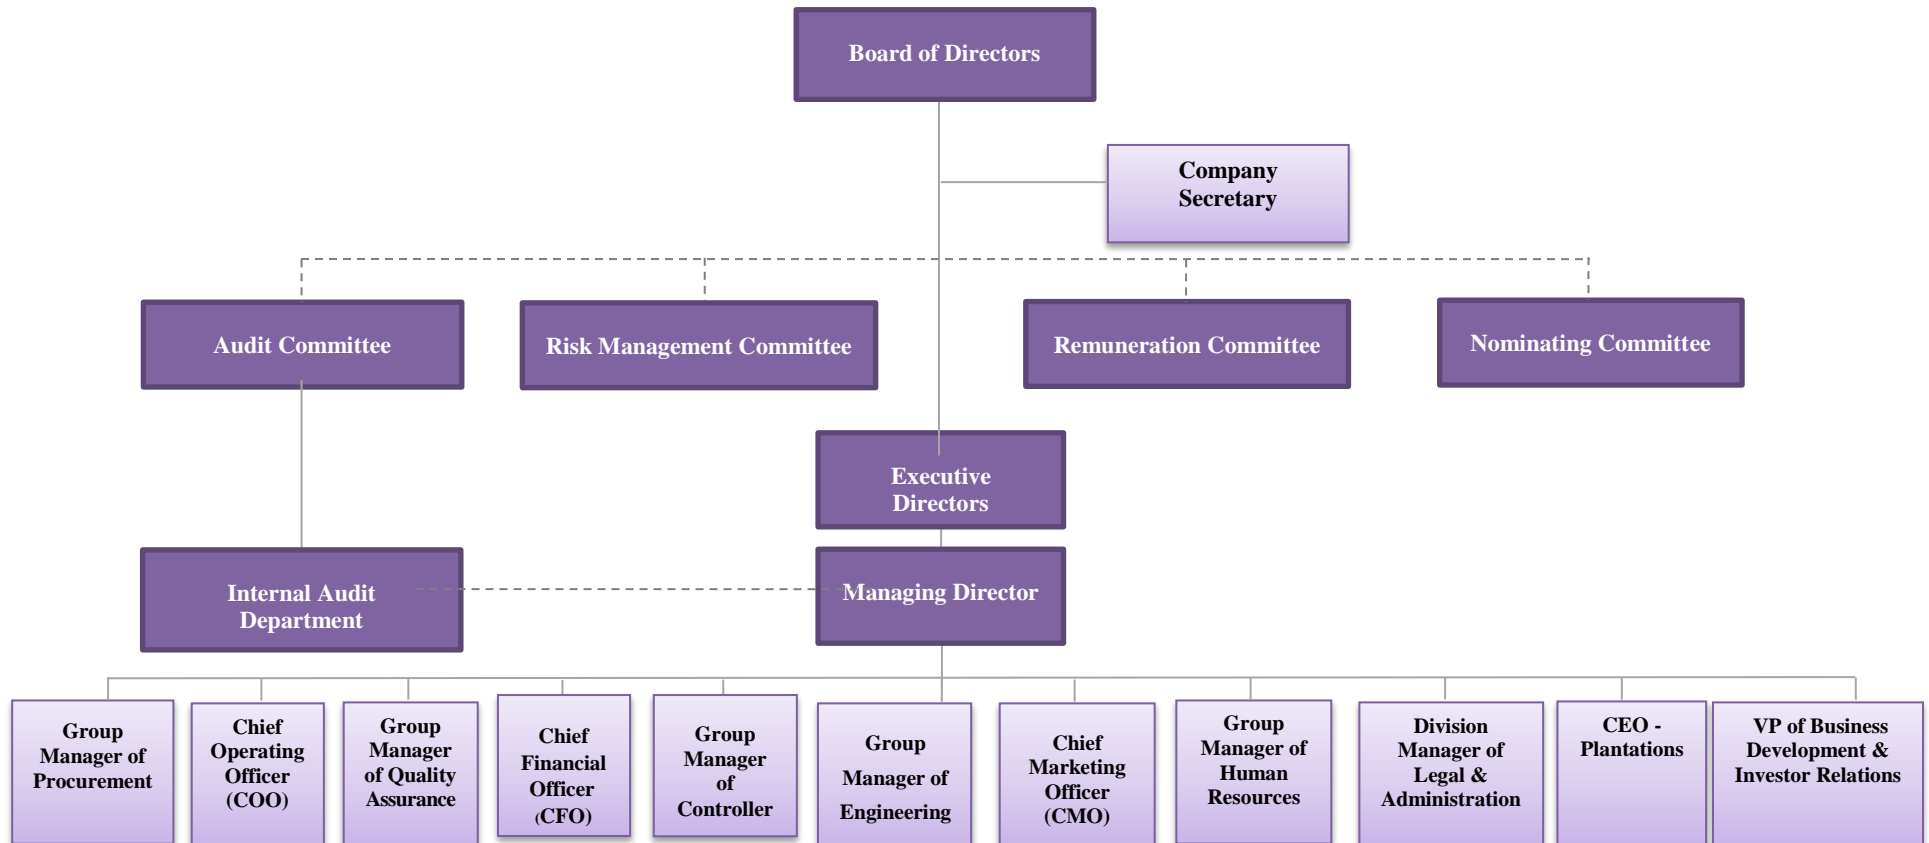 Board of Directors
Company
Secretary
Audit Committee
Risk Management Committee
Remuneration Committee
Nominating Committee
Executive
Directors
Internal Audit
Department
Managing Director
Group
Manager of
Procurement
Chief
Operating
Officer
(COO)
Group
Manager
of Quality
Assurance
Chief
Financial
Officer
(CFO)
Group
Manager
of
Controller
Group
Manager of
Engineering
Chief
Marketing
Officer
(CMO)
Group
Manager of
Human
Resources
Division
Manager of
Legal &
Administration
CEO -
Plantations
VP of Business
Development &
Investor Relations